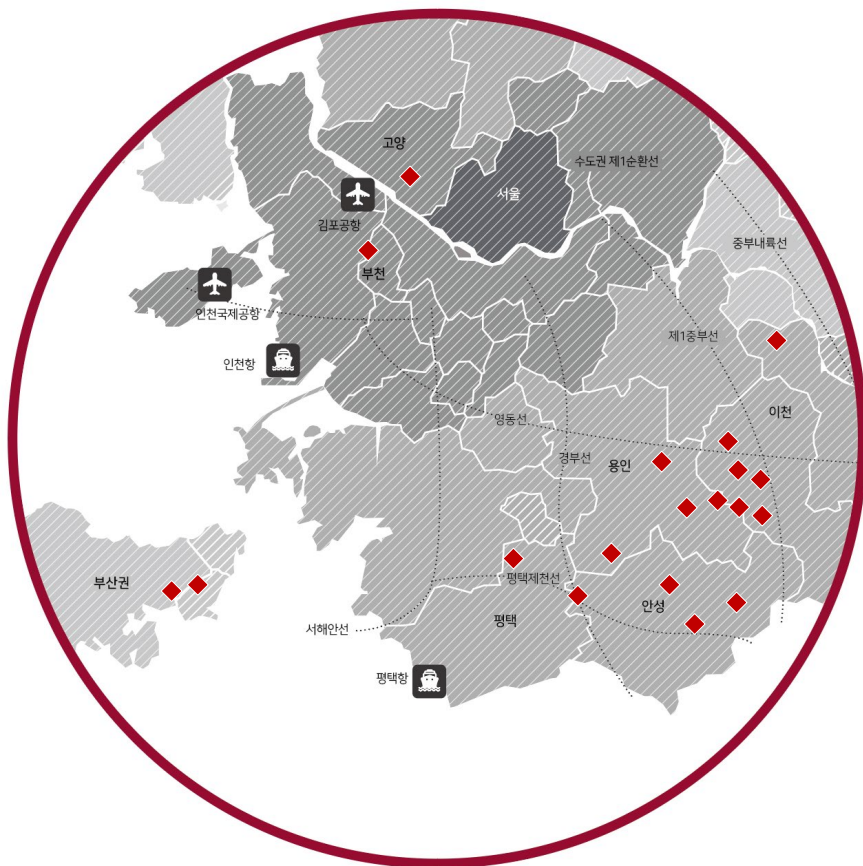 고양
수도권 제1순환선
서울
김포공항
중부내륙선
부천
인천국제공항
제1중부선
인천항
이천
영동선
경부선
용인
부산권
평택제천선
안성
서해안선
평택
평택항